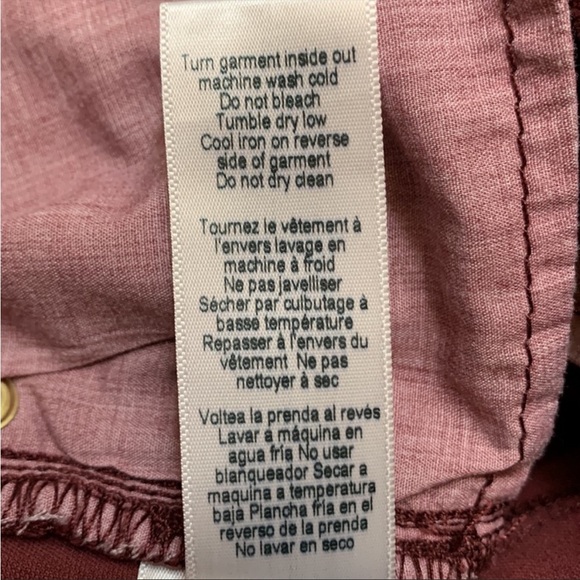 Turn garment inside out
machine wash cold
Do not bleach
Tumble dry low
Cool iron on reverse
side of garment
Do not dry clean
Tournez le vêtement à
l'envers lavage en
machine à froid
Ne pas javelliser
Sécher par culbutage à
basse température
Repasser à l'envers du
vêtement Ne pas
nettoyer à sec
Voltea la prenda al revés
Lavar a máquina en
agua fría No usar
blanqueador Secar a
maquina a temperatura
baja Plancha fría en el
reverso de la prenda
No lavar en seco